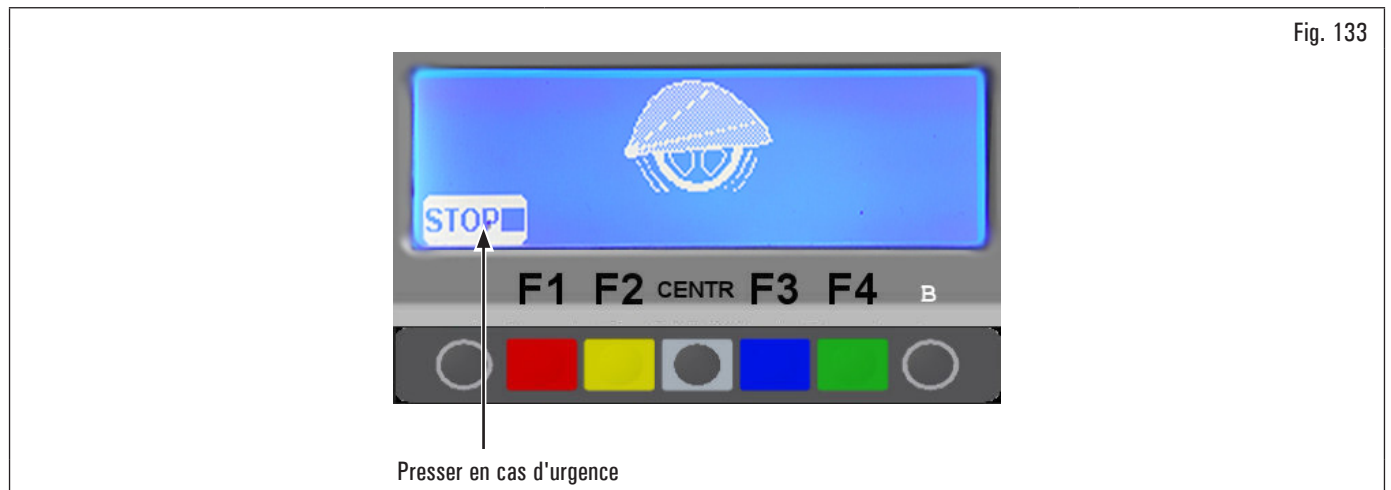 Fig. 133
STOP
F1 F2 CENTR F3 F4 B
Presser en cas d'urgence